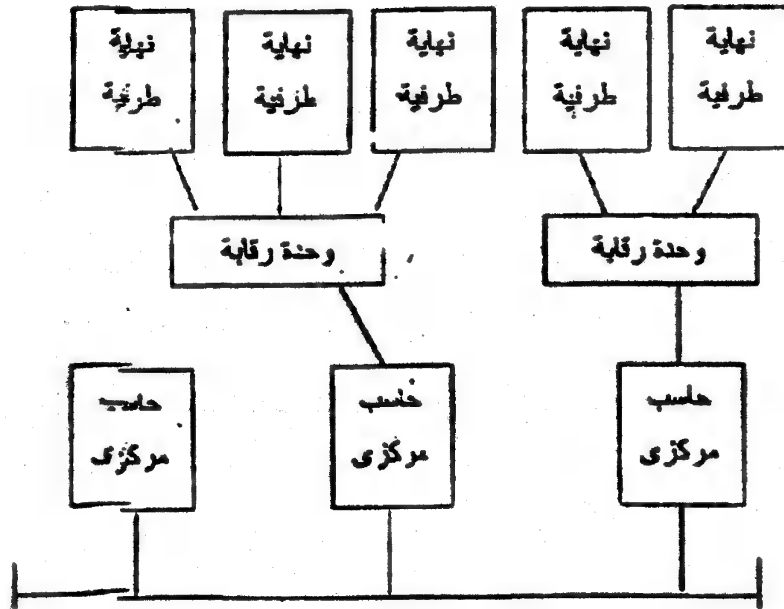 نهاية
طرفية
نهاية
طرفية
نهاية
طرفية
نهاية
طرفية
نهاية
طرفية
وحدة رقابة
وحدة رقابة
حاسب
مركزى
حاسب
مركزى
حاسب
مركزى